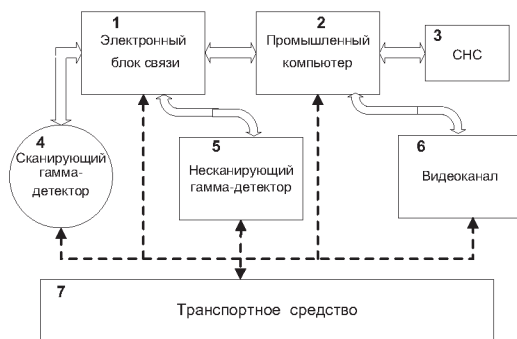 1
Электронный
блок связи
2
Промышленный
компьютер
3
СНС
4
Сканирующий
гамма-
детектор
5
Несканирующий
гамма-детектор
6
Видеоканал
7
Транспортное средство